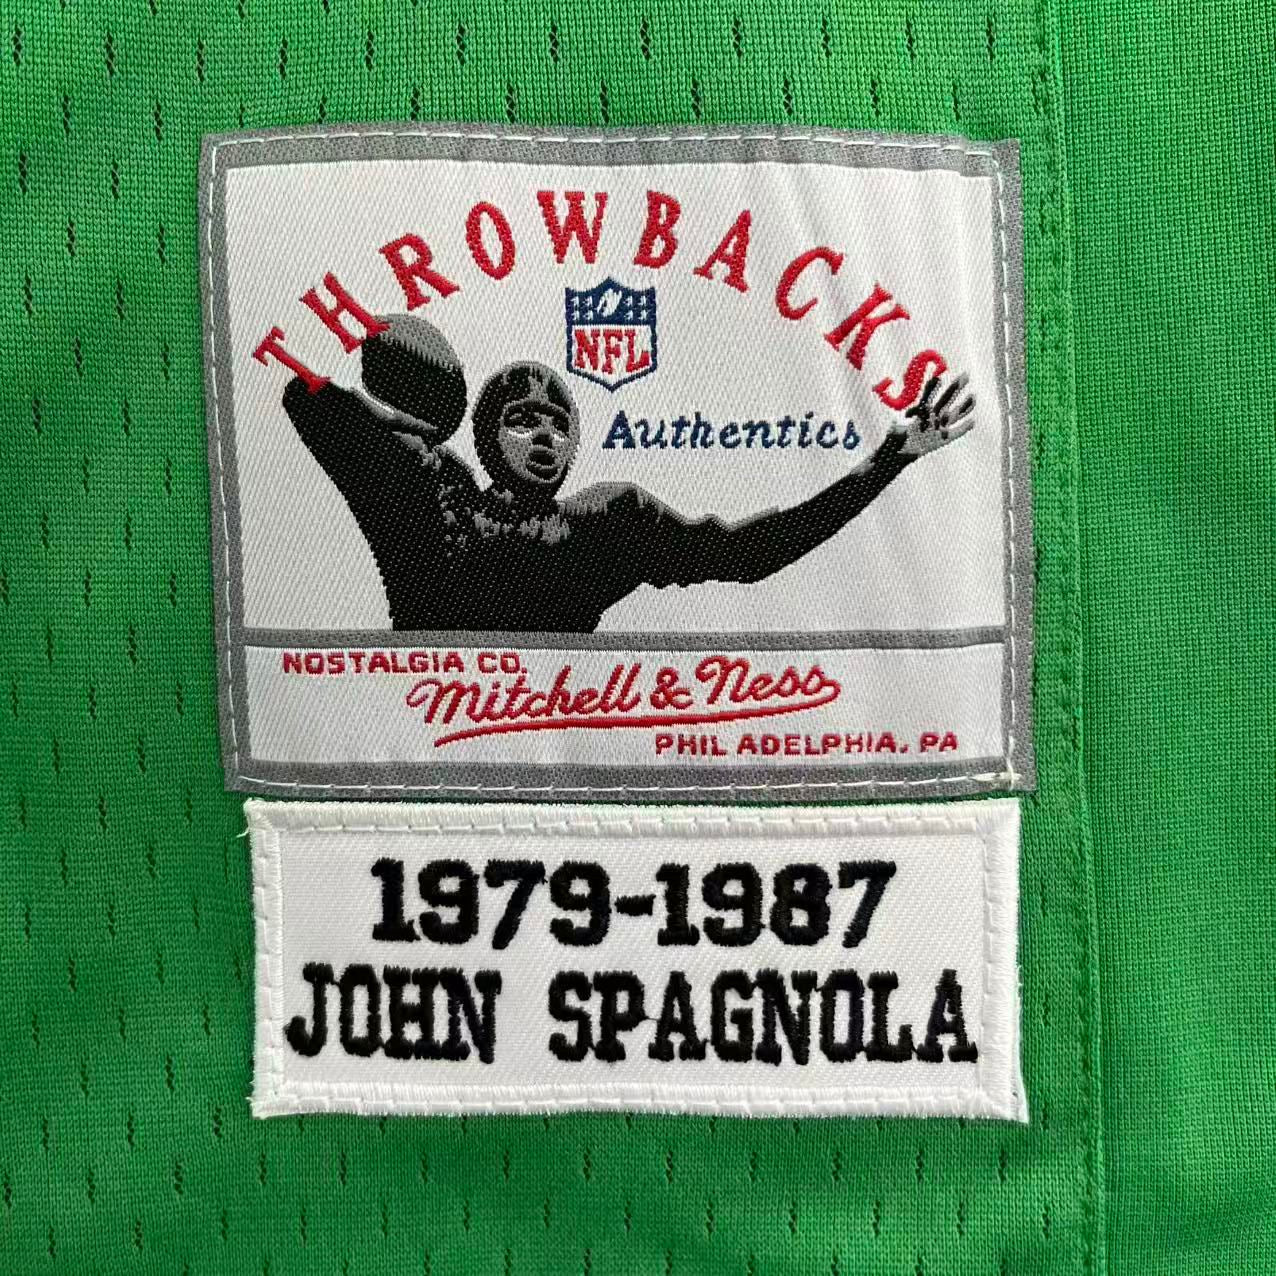 THROWBACKS
NFL
Authentics
NOSTALGIA CO.
Mitchell & Ness
PHIL ADELPHIA, PA
1979-1987
JOHN SPAGNOLA